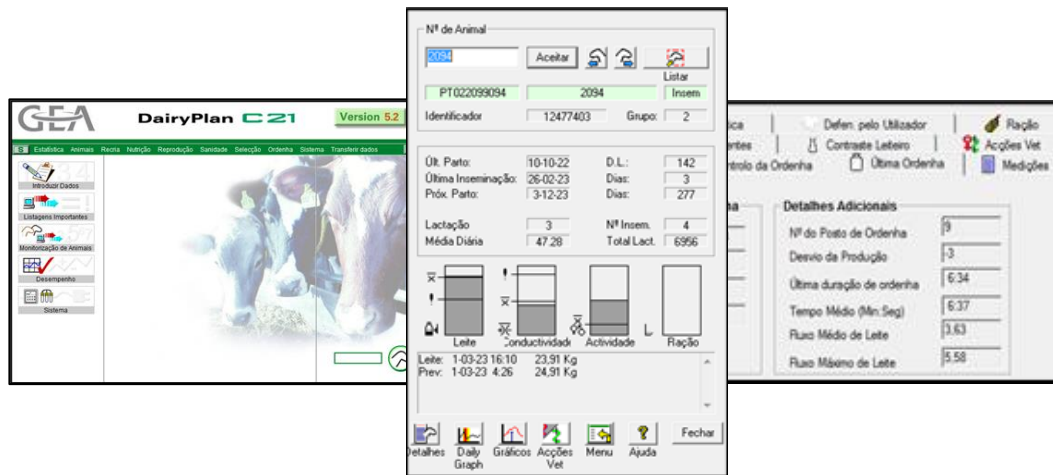 GEA DairyPlan C21 Version 5.2
Estatística Animais Recria Nutrição Reprodução Sanidade Selecção Ordenha Sistema Transferir dados
Introduzir Dados
Listagens Importantes
Monitorização de Animais
Desempenho
Sistema
Nº de Animal
2094 Aceitar
Listar
PT022099094 2094 Insem
Identificador 12477403 Grupo: 2
Últ. Parto: 10-10-22 D.L.: 142
Última Inseminação: 26-02-23 Dias: 3
Próx. Parto: 3-12-23 Dias: 277
Lactação 3 Nº Insem. 4
Média Diária 47.28 Total Lact. 6956
Leite Conductividade Actividade L Ração
Leite: 1-03-23 16:10 23,91 Kg
Prev: 1-03-23 4:26 24,91 Kg
Detalhes Daily Graph Gráficos Acções Vet Menu Ajuda Fechar
ica Defen. pelo Utilizador Ração
entes Contraste Leiteiro Acções Vet
ntrolo da Ordenha Última Ordenha Medições
ha Detalhes Adicionais
Nº do Posto de Ordenha 9
Desvio da Produção -3
Última duração de ordenha 6:34
Tempo Médio (Min:Seg) 6:37
Fluxo Médio de Leite 3,63
Fluxo Máximo de Leite 5,58